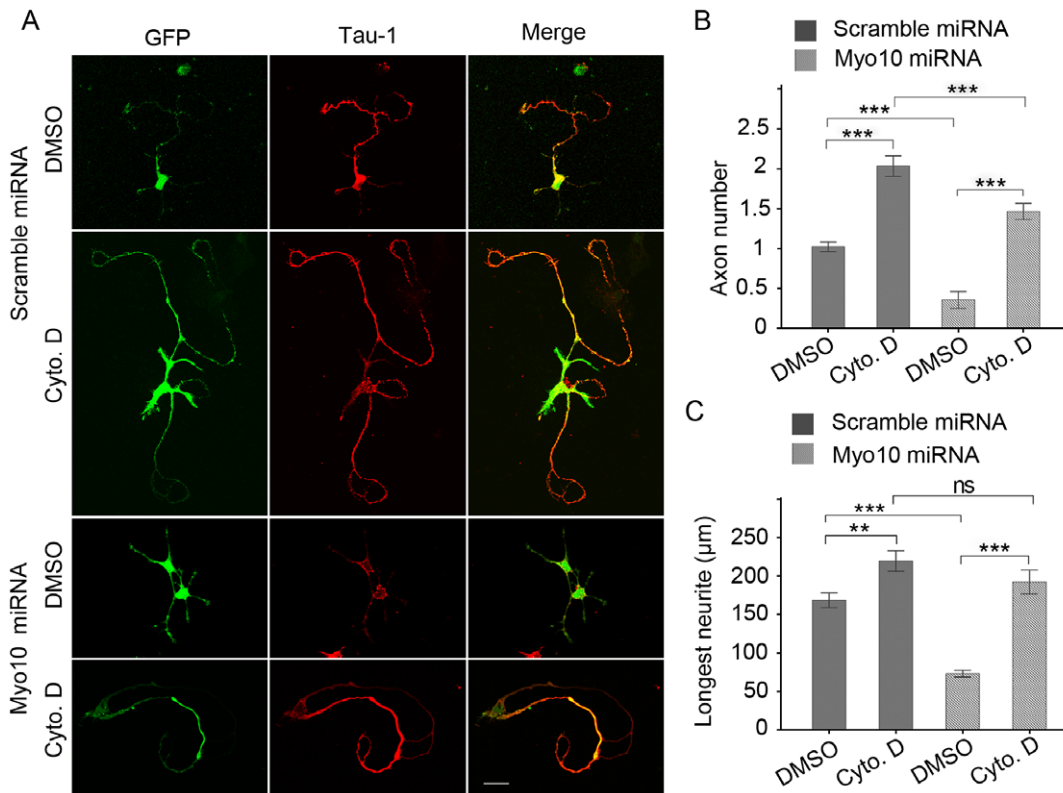 A
GFP
Tau-1
Merge
Scramble miRNA
DMSO
Cyto. D
Myo10 miRNA
DMSO
Cyto. D
B
Scramble miRNA
Myo10 miRNA
***
***
***
***
Axon number
2.5
2
1.5
1
0.5
0
DMSO
Cyto. D
DMSO
Cyto. D
C
Scramble miRNA
Myo10 miRNA
ns
***
**
***
Longest neurite (µm)
250
200
150
100
50
0
DMSO
Cyto. D
DMSO
Cyto. D